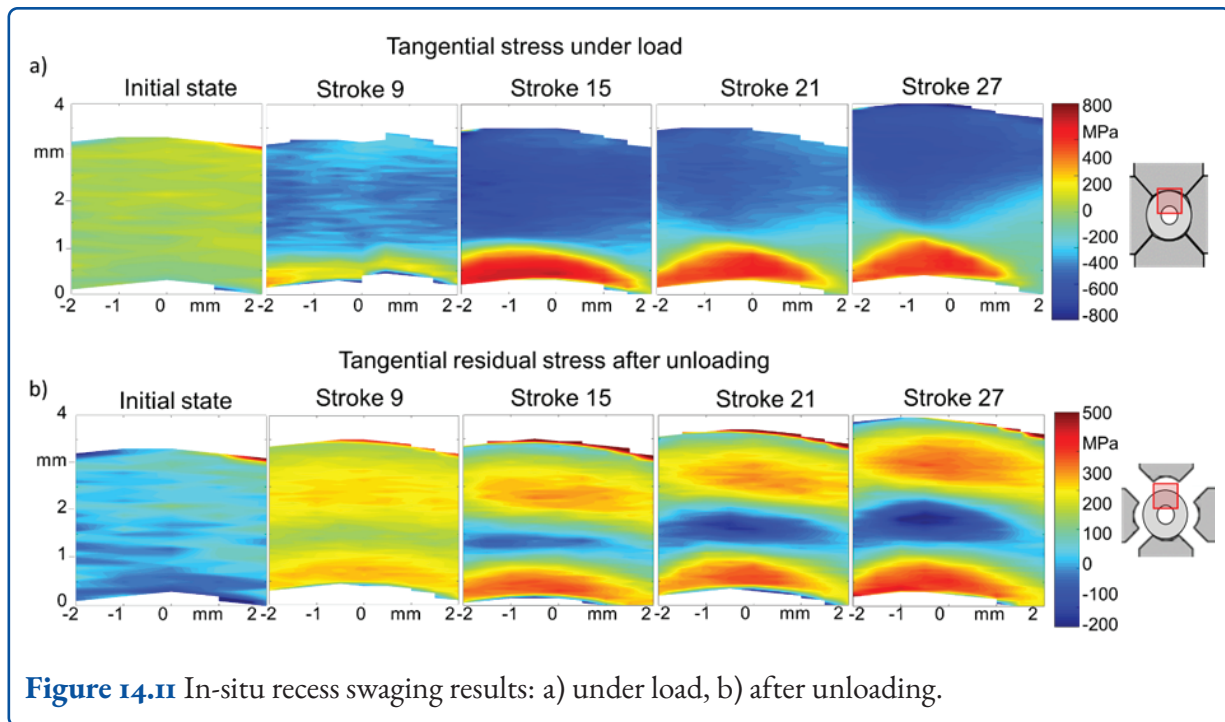 Tangential stress under load
a)
Initial state Stroke 9 Stroke 15 Stroke 21 Stroke 27
4
mm
2
1
0
-2 -1 0 mm 2 -2 -1 0 mm 2 -2 -1 0 mm 2 -2 -1 0 mm 2 -2 -1 0 mm 2
800
MPa
400
200
0
-200
-400
-600
-800
Tangential residual stress after unloading
b)
Initial state Stroke 9 Stroke 15 Stroke 21 Stroke 27
4
mm
2
1
0
-2 -1 0 mm 2 -2 -1 0 mm 2 -2 -1 0 mm 2 -2 -1 0 mm 2 -2 -1 0 mm 2
500
MPa
300
200
100
0
-100
-200
Figure 14.11 In-situ recess swaging results: a) under load, b) after unloading.